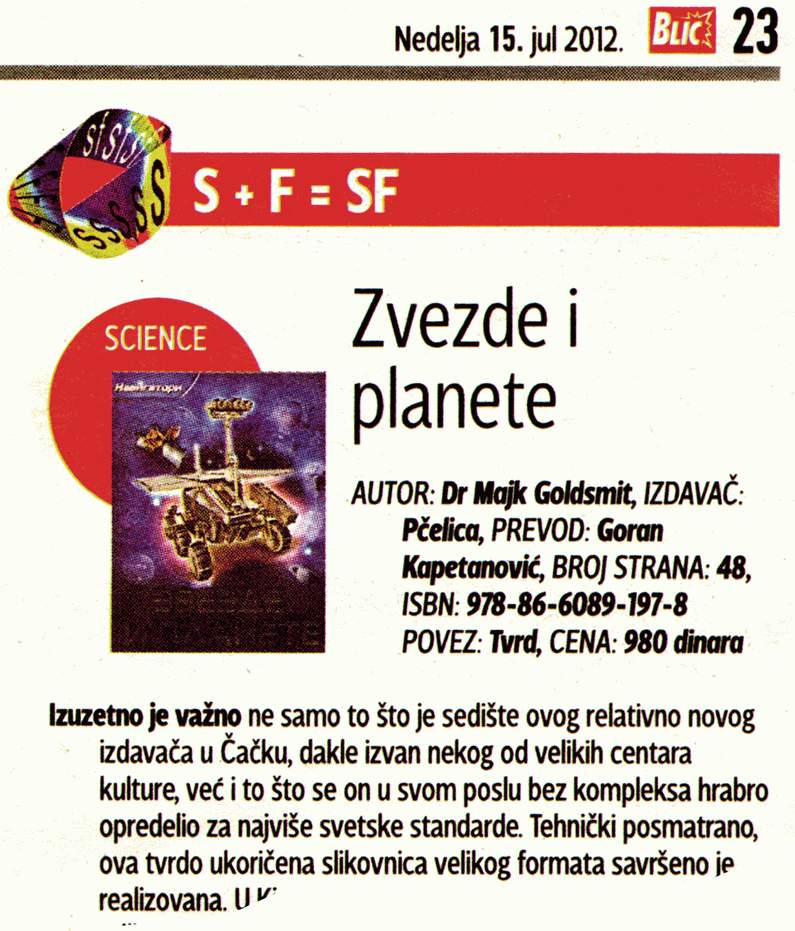 Nedelja 15. jul 2012. BLIC 23
sf sf sf
S S S S S
S + F = SF
SCIENCE
Навигатори
Zvezde i
planete
AUTOR: Dr Majk Goldsmit, IZDAVAČ:
Pčelica, PREVOD: Goran
Kapetanović, BROJ STRANA: 48,
ISBN: 978-86-6089-197-8
POVEZ: Tvrd, CENA: 980 dinara
Izuzetno je važno ne samo to što je sedište ovog relativno novog
izdavača u Čačku, dakle izvan nekog od velikih centara
kulture, već i to što se on u svom poslu bez kompleksa hrabro
opredelio za najviše svetske standarde. Tehnički posmatrano,
ova tvrdo ukoričena slikovnica velikog formata savršeno je
realizovana. U